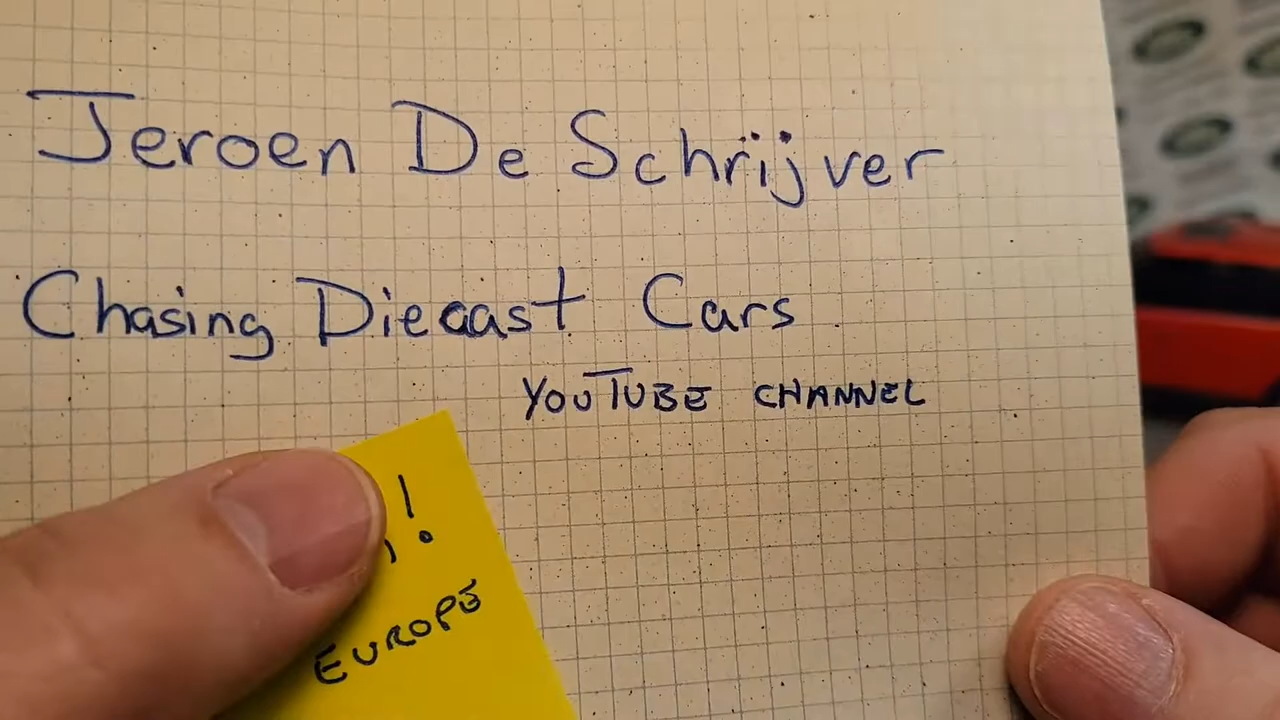 Jeroen De Schrijver
Chasing Diecast Cars
YOUTUBE CHANNEL
!
EUROPE